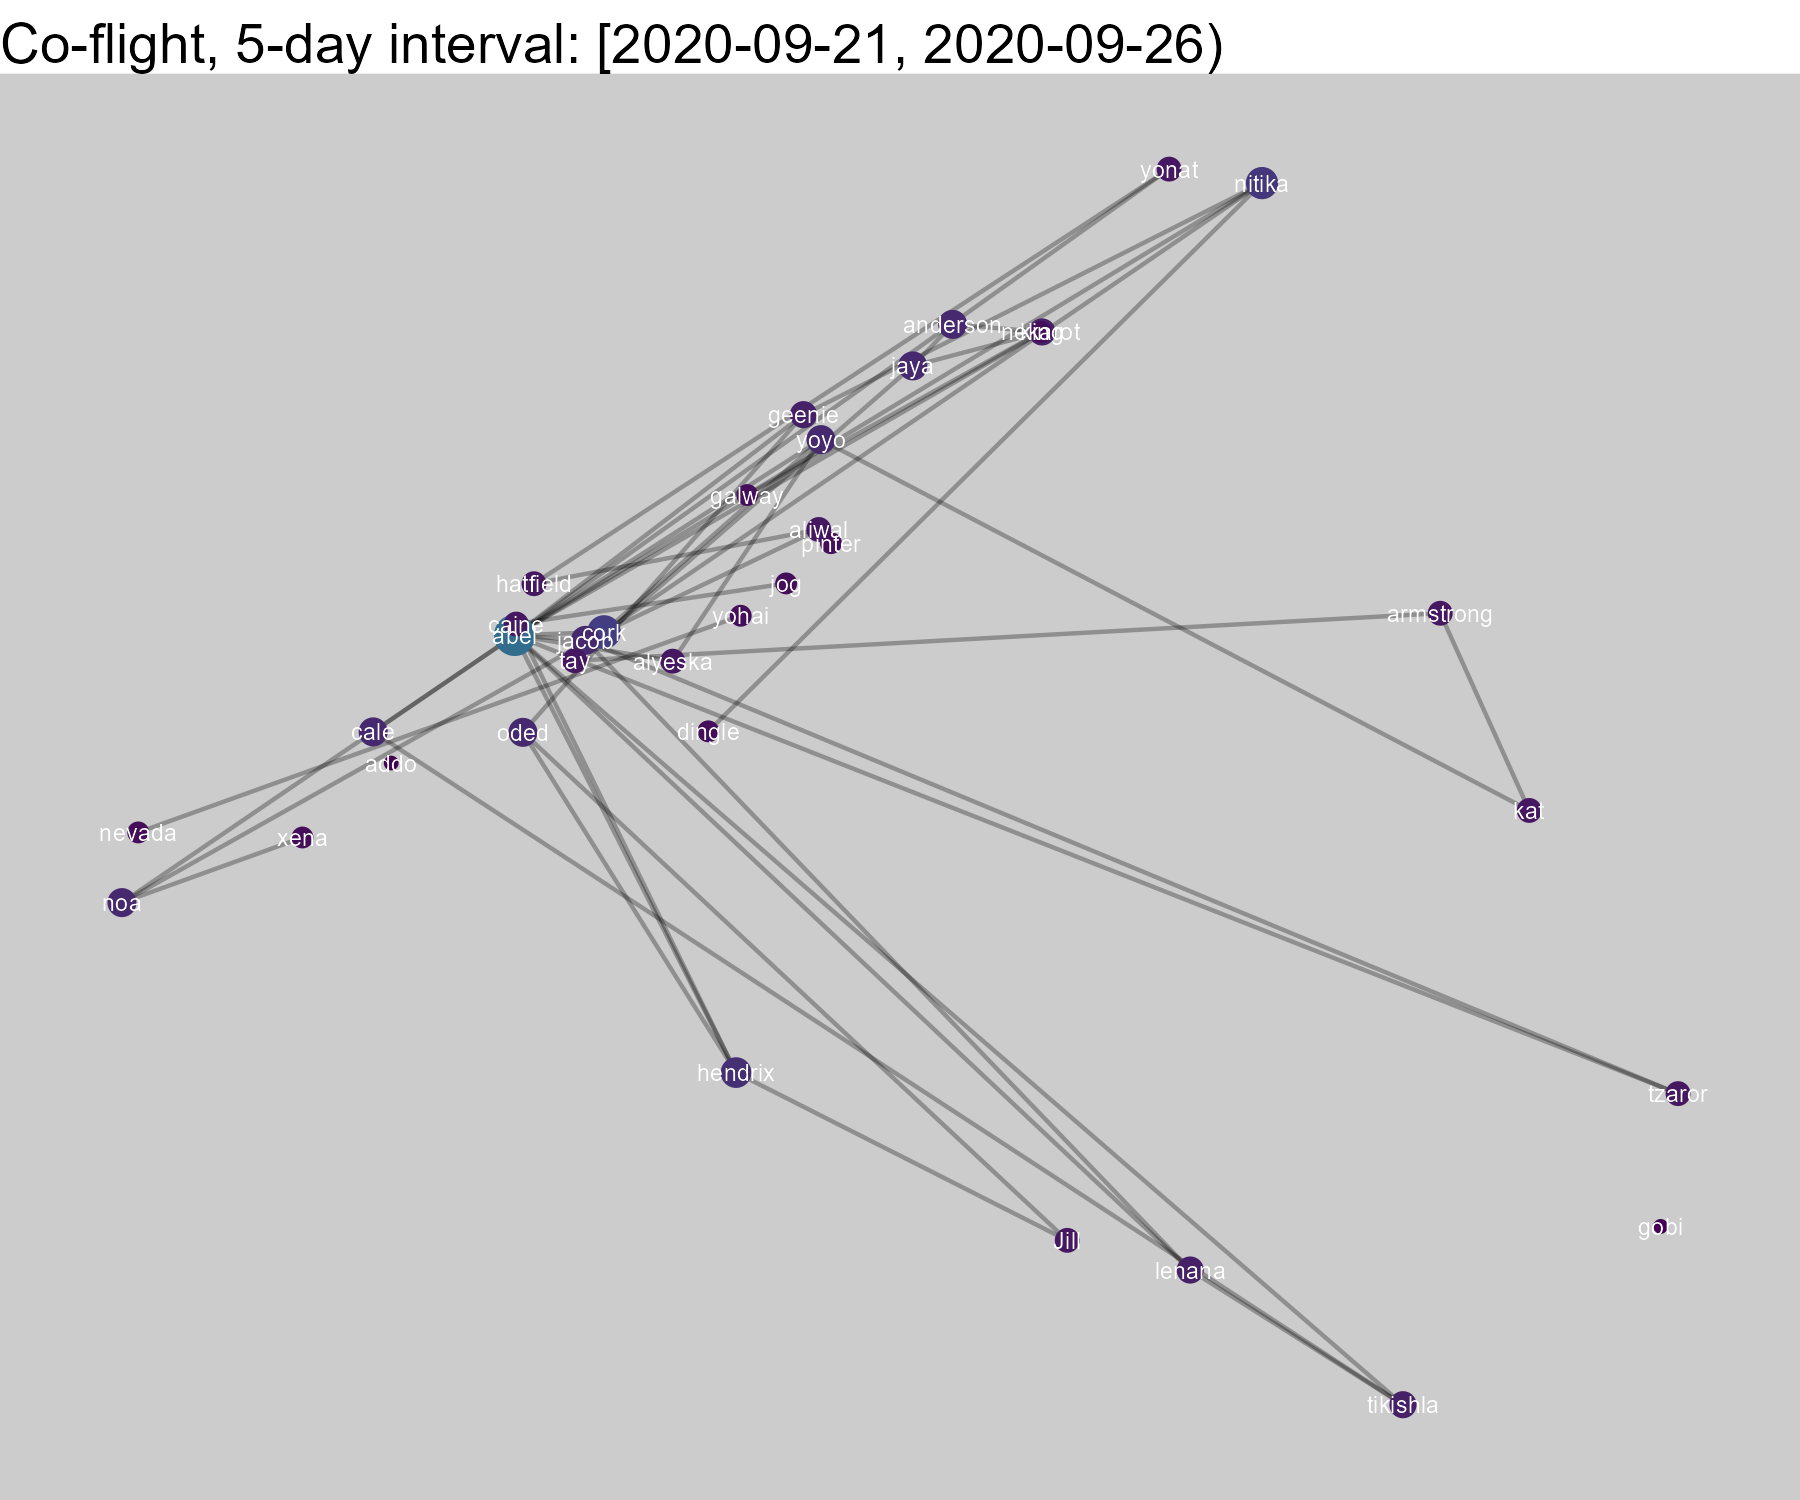 Co-flight, 5-day interval: [2020-09-21, 2020-09-26)
yonat
nitika
anderson
king
jaya
geenie
yoyo
galway
aliwal
pinter
hatfield
jog
armstrong
yohai
caine
abel
cork
jacob
tay
alyeska
cale
oded
dingle
addo
kat
nevada
xena
noa
hendrix
tzaror
gobi
Jill
lenana
tikishla